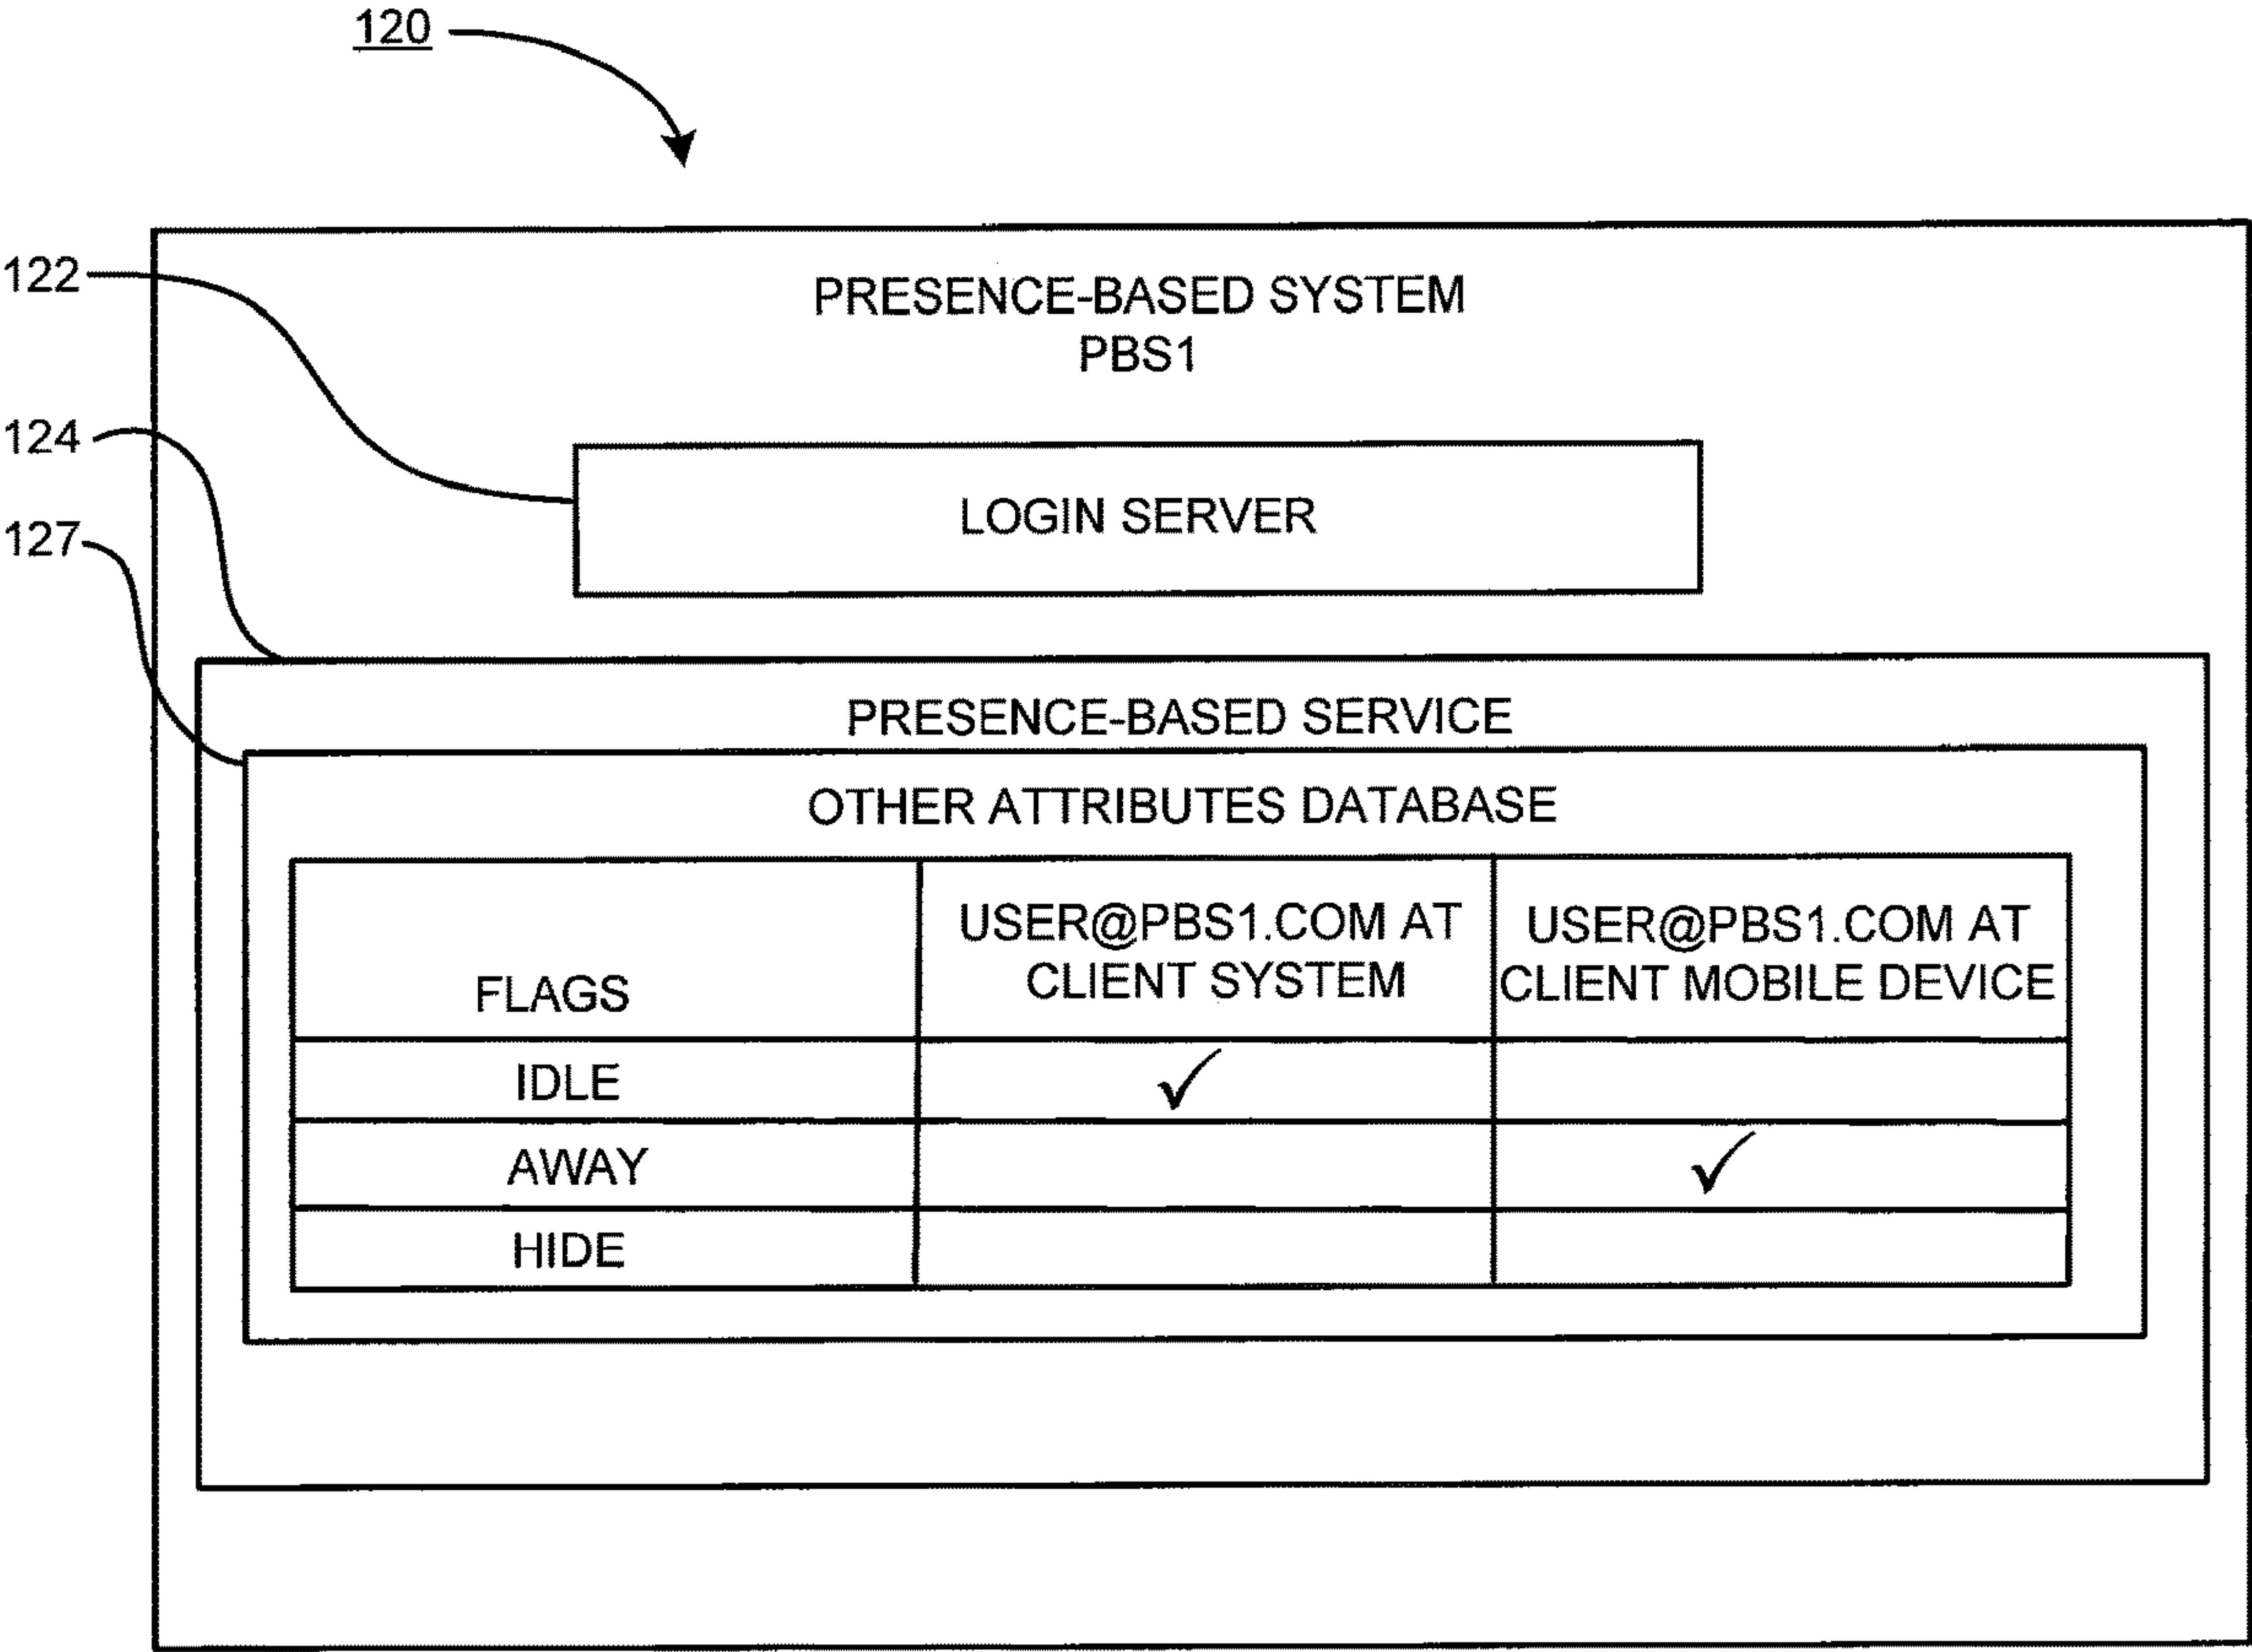 120
122
PRESENCE-BASED SYSTEM
PBS1
124
LOGIN SERVER
127
PRESENCE-BASED SERVICE
OTHER ATTRIBUTES DATABASE
FLAGS
USER@PBS1.COM AT
CLIENT SYSTEM
USER@PBS1.COM AT
CLIENT MOBILE DEVICE
IDLE
AWAY
HIDE